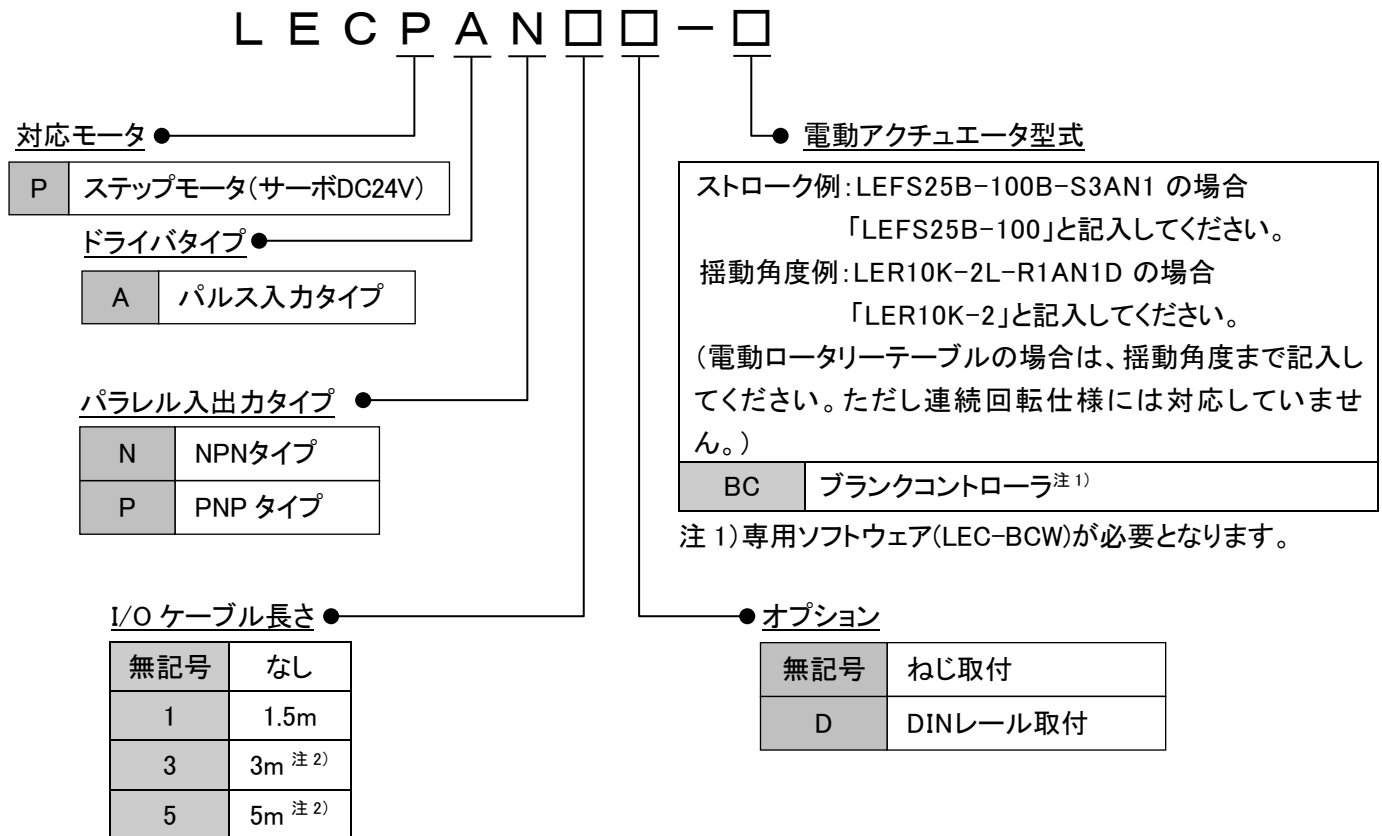 ＬＥＣＰＡＮ□□－□
対応モータ
P ステップモータ(サーボDC24V)
ドライバタイプ
A パルス入力タイプ
パラレル入出力タイプ
N NPNタイプ
P PNP タイプ
I/O ケーブル長さ
無記号 なし
1 1.5m
3 3m 注 2)
5 5m 注 2)
電動アクチュエータ型式
ストローク例：LEFS25B-100B-S3AN1 の場合
「LEFS25B-100」と記入してください。
揺動角度例：LER10K-2L-R1AN1D の場合
「LER10K-2」と記入してください。
(電動ロータリーテーブルの場合は、揺動角度まで記入し
てください。ただし連続回転仕様には対応していませ
ん。)
BC ブランクコントローラ注 1)
注 1)専用ソフトウェア(LEC-BCW)が必要となります。
オプション
無記号 ねじ取付
D DINレール取付